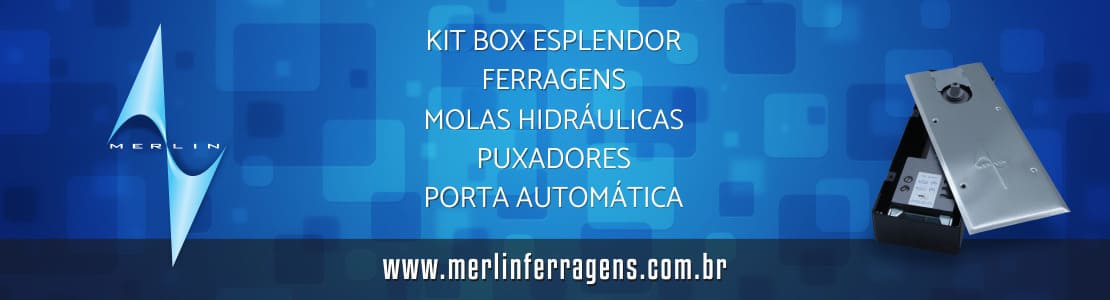 MERLIN
KIT BOX ESPLENDOR
FERRAGENS
MOLAS HIDRÁULICAS
PUXADORES
PORTA AUTOMÁTICA
www.merlinferragens.com.br